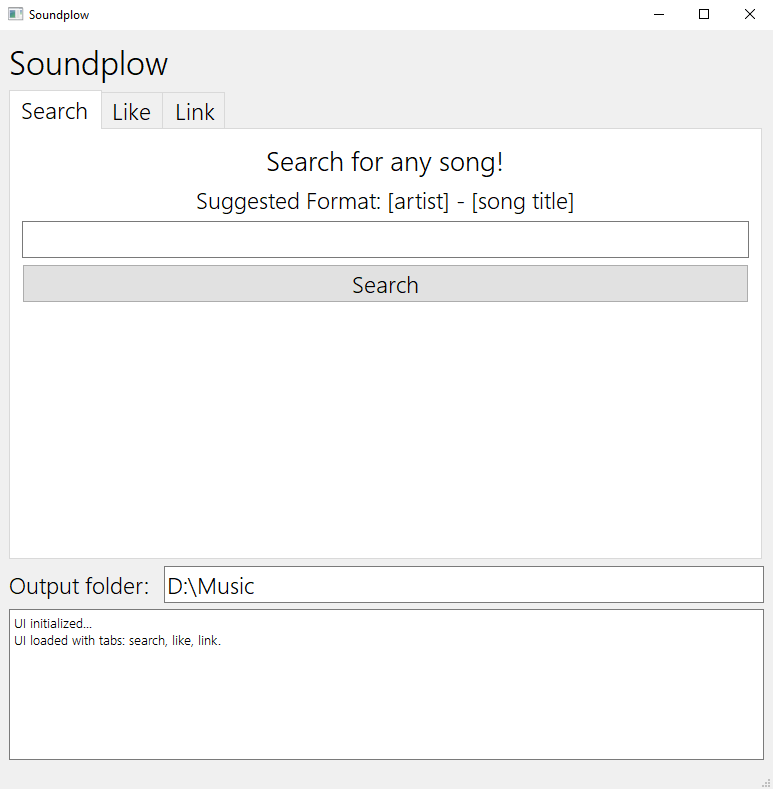 Soundplow
Soundplow
Search Like Link
Search for any song!
Suggested Format: [artist] - [song title]
Search
Output folder: D:\Music
UI initialized...
UI loaded with tabs: search, like, link.